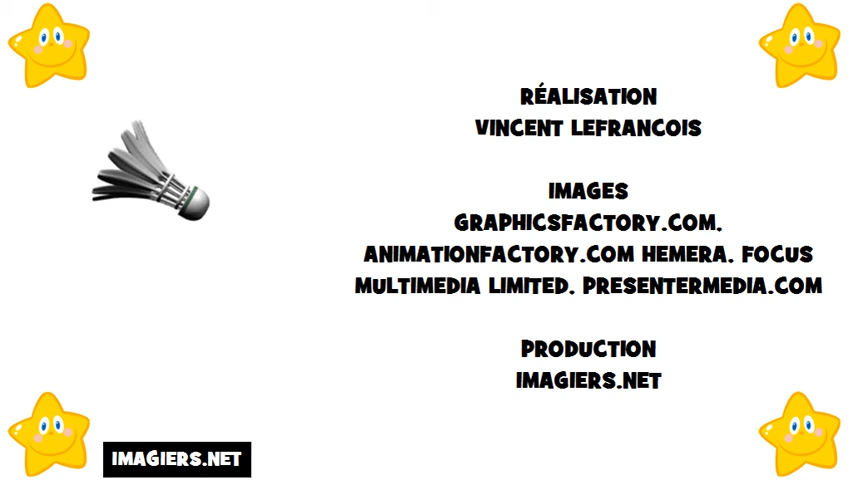 RÉALISATION
VINCENT LEFRANCOIS
IMAGES
GRAPHICSFACTORY.COM,
ANIMATIONFACTORY.COM HEMERA, FOCUS
MULTIMEDIA LIMITED, PRESENTERMEDIA.COM
PRODUCTION
IMAGIERS.NET
IMAGIERS.NET